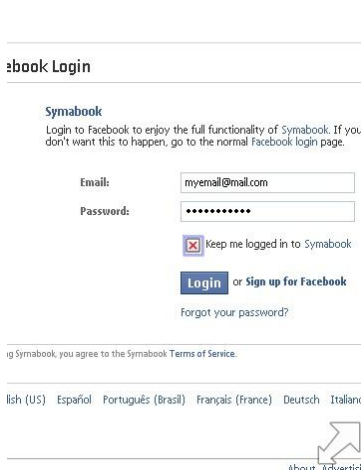 ebook Login
Symabook
Login to Facebook to enjoy the full functionality of Symabook. If you
don't want this to happen, go to the normal Facebook login page.
Email: myemail@mail.com
Password: •••••••••••
Keep me logged in to Symabook
Login or Sign up for Facebook
Forgot your password?
ng Symabook, you agree to the Symabook Terms of Service.
lish (US) Español Português (Brasil) Français (France) Deutsch Italiano
About Advertis